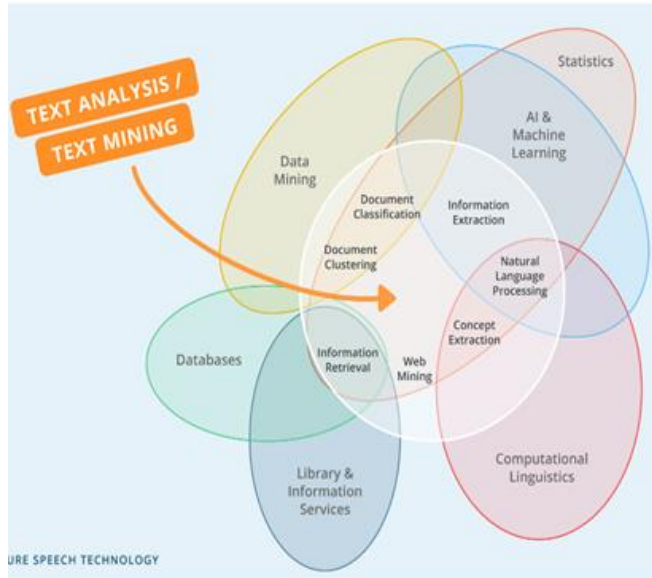 TEXT ANALYSIS /
TEXT MINING
Statistics
AI &
Machine
Learning
Data
Mining
Document
Classification
Information
Extraction
Document
Clustering
Natural
Language
Processing
Concept
Extraction
Databases
Information
Retrieval
Web
Mining
Library &
Information
Services
Computational
Linguistics
URE SPEECH TECHNOLOGY